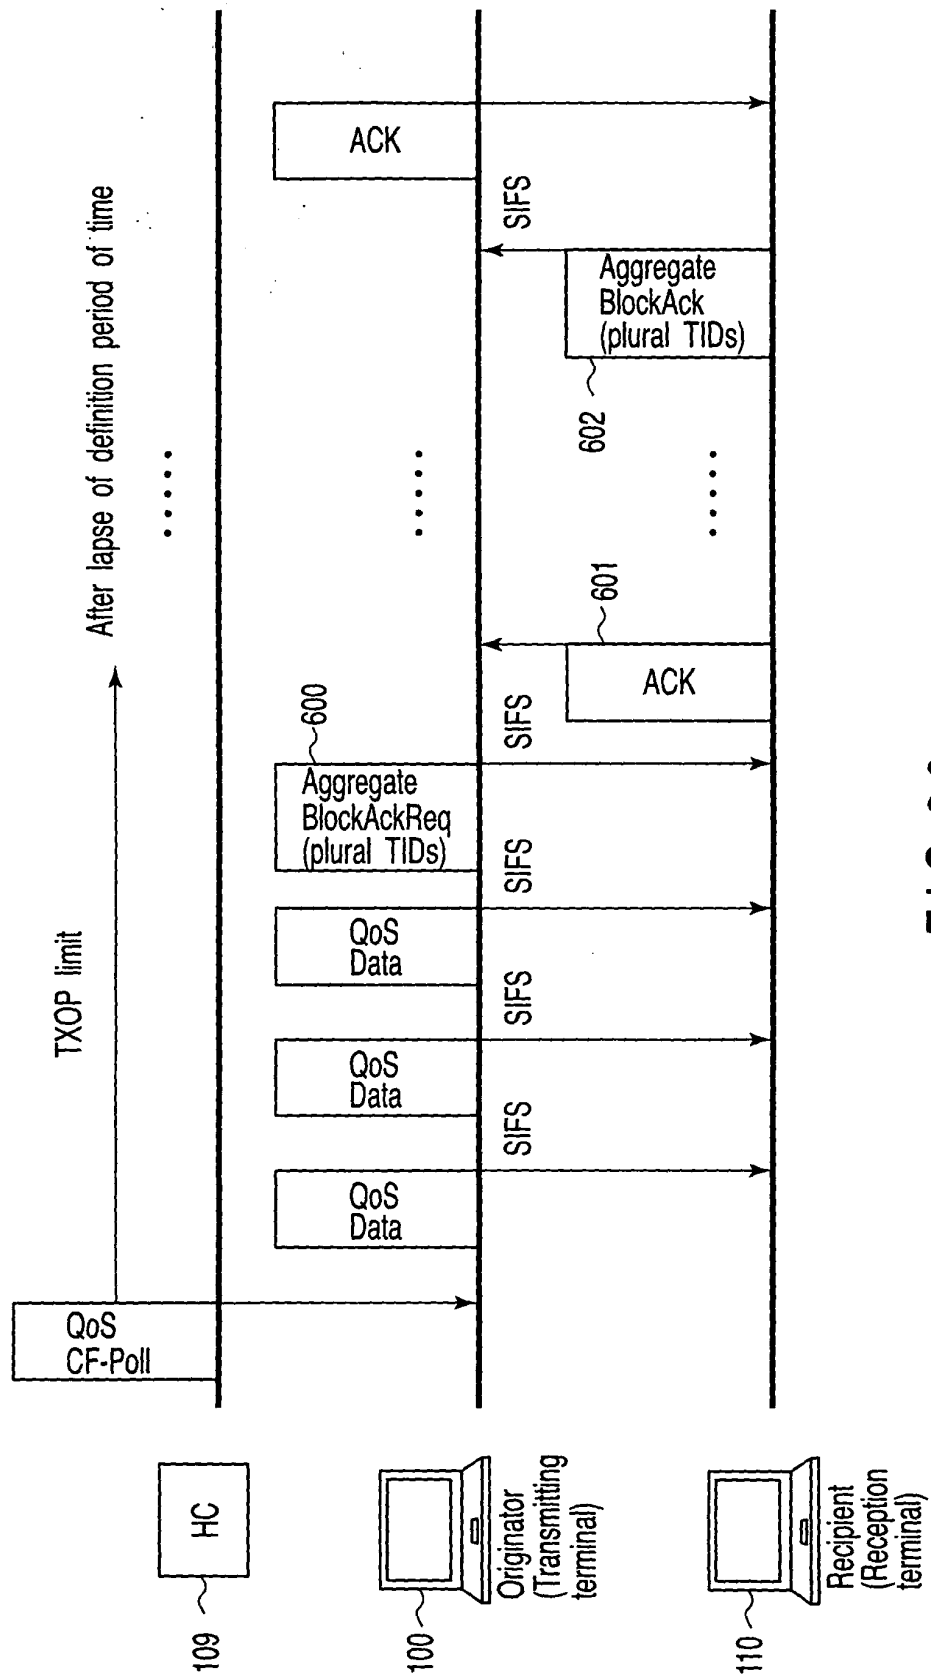 TXOP limit
After lapse of definition period of time
QoS
CF-Poll
109
HC
QoS
Data
SIFS
QoS
Data
SIFS
QoS
Data
SIFS
Aggregate
BlockAckReq
(plural TIDs)
600
SIFS
ACK
100
Originator
(Transmitting
terminal)
ACK
601
Aggregate
BlockAck
(plural TIDs)
602
SIFS
110
Recipient
(Reception
terminal)